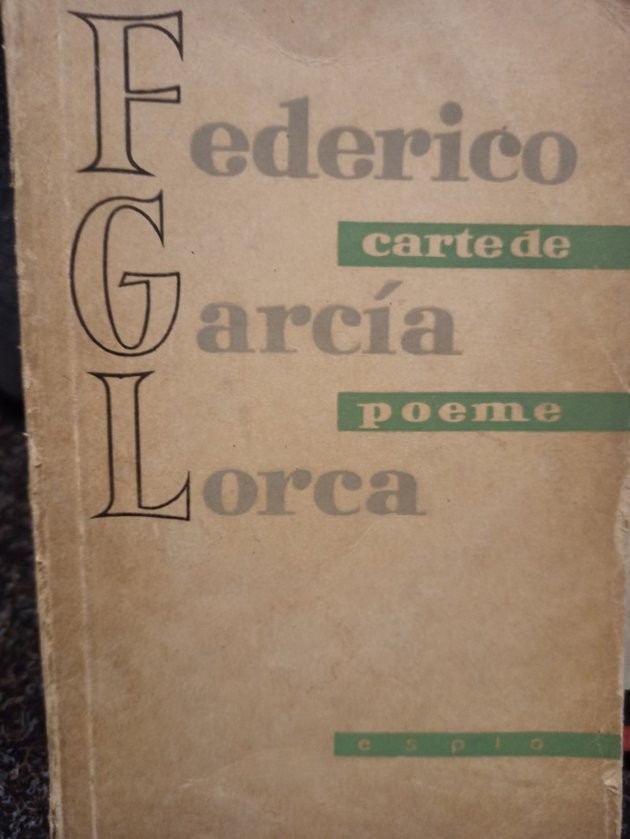 Federico
carte de
García
poeme
Lorca
espla